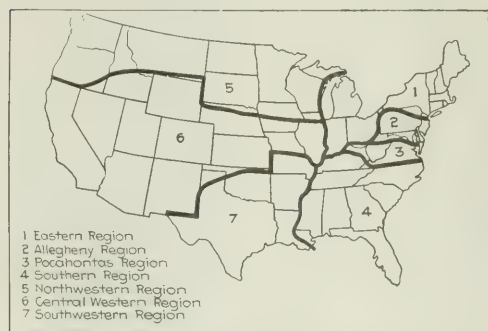 5
1
2
6
3
7
4
1 Eastern Region
2 Allegheny Region
3 Pocahontas Region
4 Southern Region
5 Northwestern Region
6 Central Western Region
7 Southwestern Region